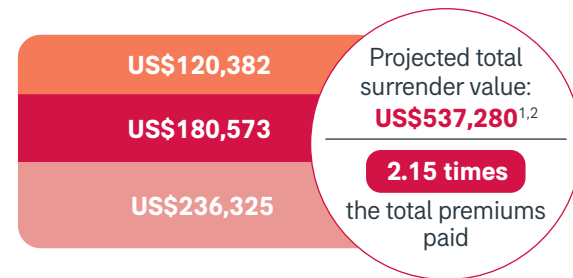 US$120,382
US$180,573
US$236,325
Projected total
surrender value:
US$537,280¹,²
2.15 times
the total premiums
paid